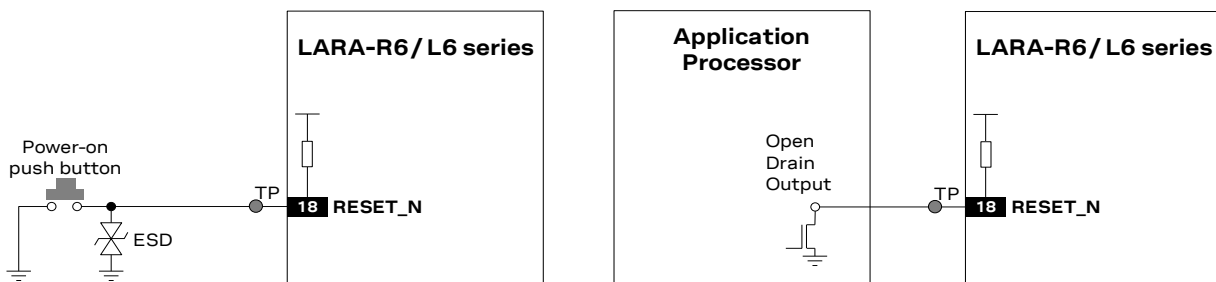 LARA-R6 / L6 series
Power-on
push button
TP
18 RESET_N
ESD
Application
Processor
Open
Drain
Output
LARA-R6 / L6 series
TP
18 RESET_N